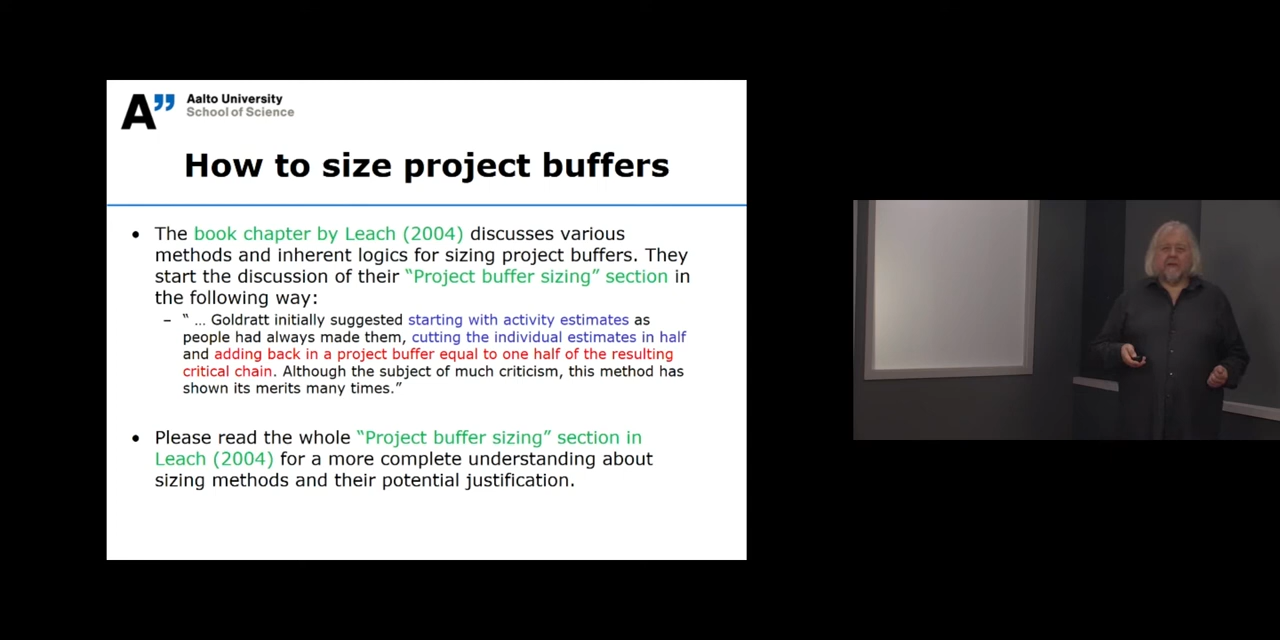 A”
Aalto University
School of Science
How to size project buffers
• The book chapter by Leach (2004) discusses various
methods and inherent logics for sizing project buffers. They
start the discussion of their “Project buffer sizing” section in
the following way:
– “ … Goldratt initially suggested starting with activity estimates as
people had always made them, cutting the individual estimates in half
and adding back in a project buffer equal to one half of the resulting
critical chain. Although the subject of much criticism, this method has
shown its merits many times.”
• Please read the whole “Project buffer sizing” section in
Leach (2004) for a more complete understanding about
sizing methods and their potential justification.